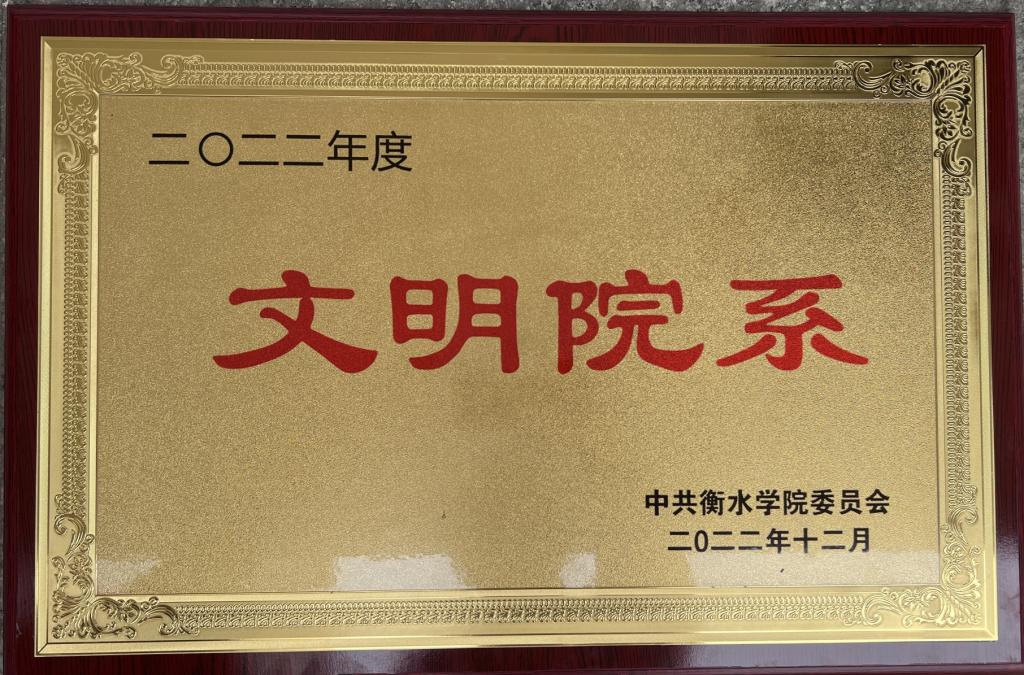 二〇二二年度
文明院系
中共衡水学院委员会
二0二二年十二月